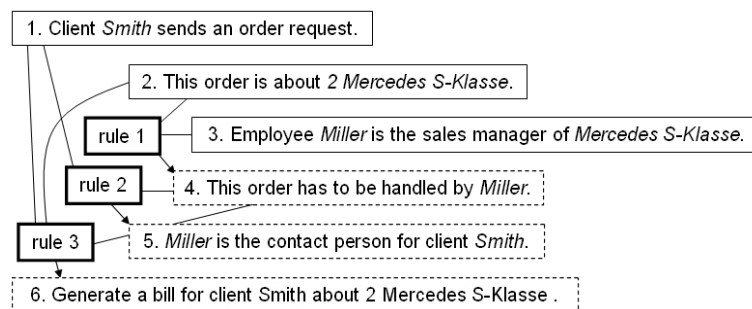 1. Client Smith sends an order request.
2. This order is about 2 Mercedes S-Klasse.
rule 1
3. Employee Miller is the sales manager of Mercedes S-Klasse.
rule 2
4. This order has to be handled by Miller.
rule 3
5. Miller is the contact person for client Smith.
6. Generate a bill for client Smith about 2 Mercedes S-Klasse .